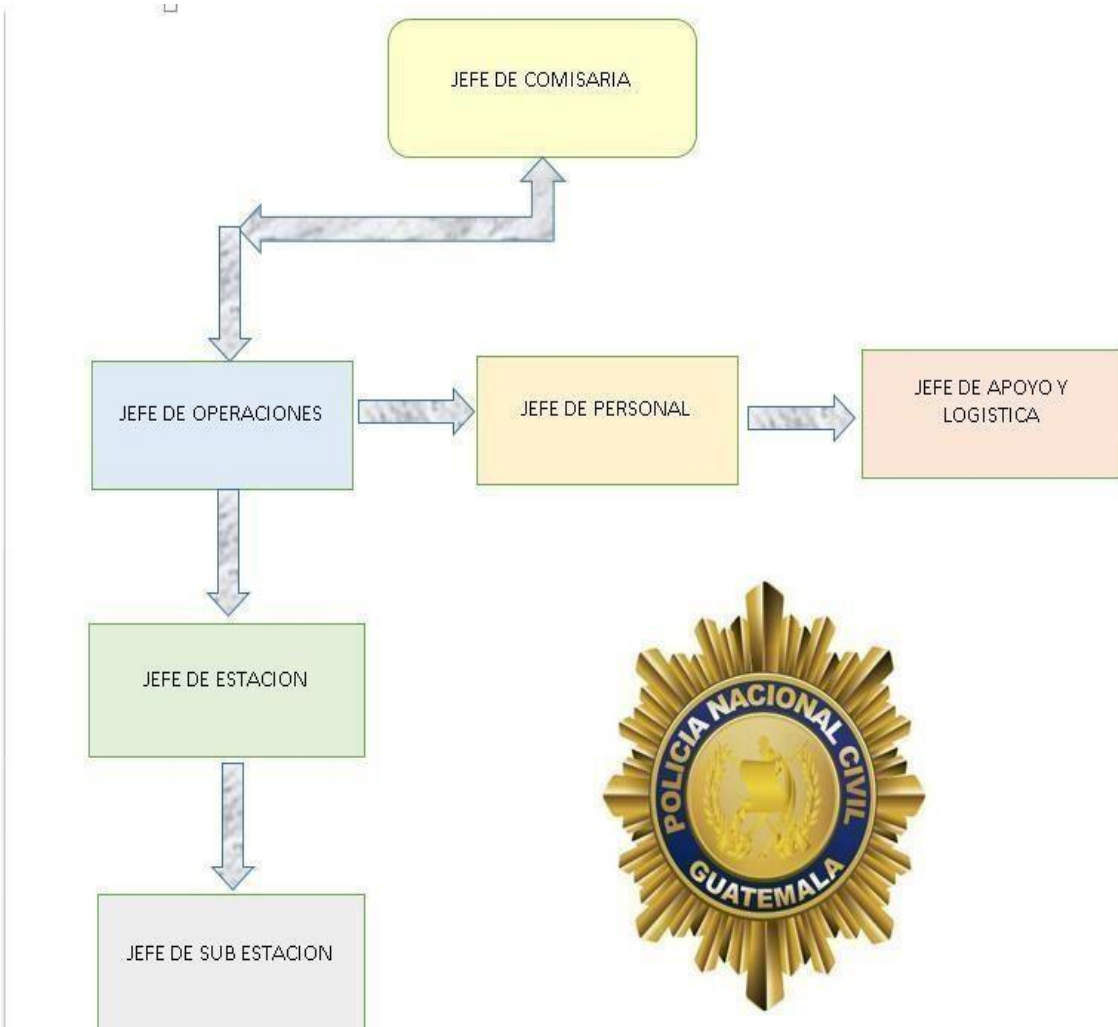 JEFE DE COMISARIA
JEFE DE OPERACIONES
JEFE DE PERSONAL
JEFE DE APOYO Y
LOGISTICA
JEFE DE ESTACION
POLICIA NACIONAL CIVIL
GUATEMALA
JEFE DE SUB ESTACION